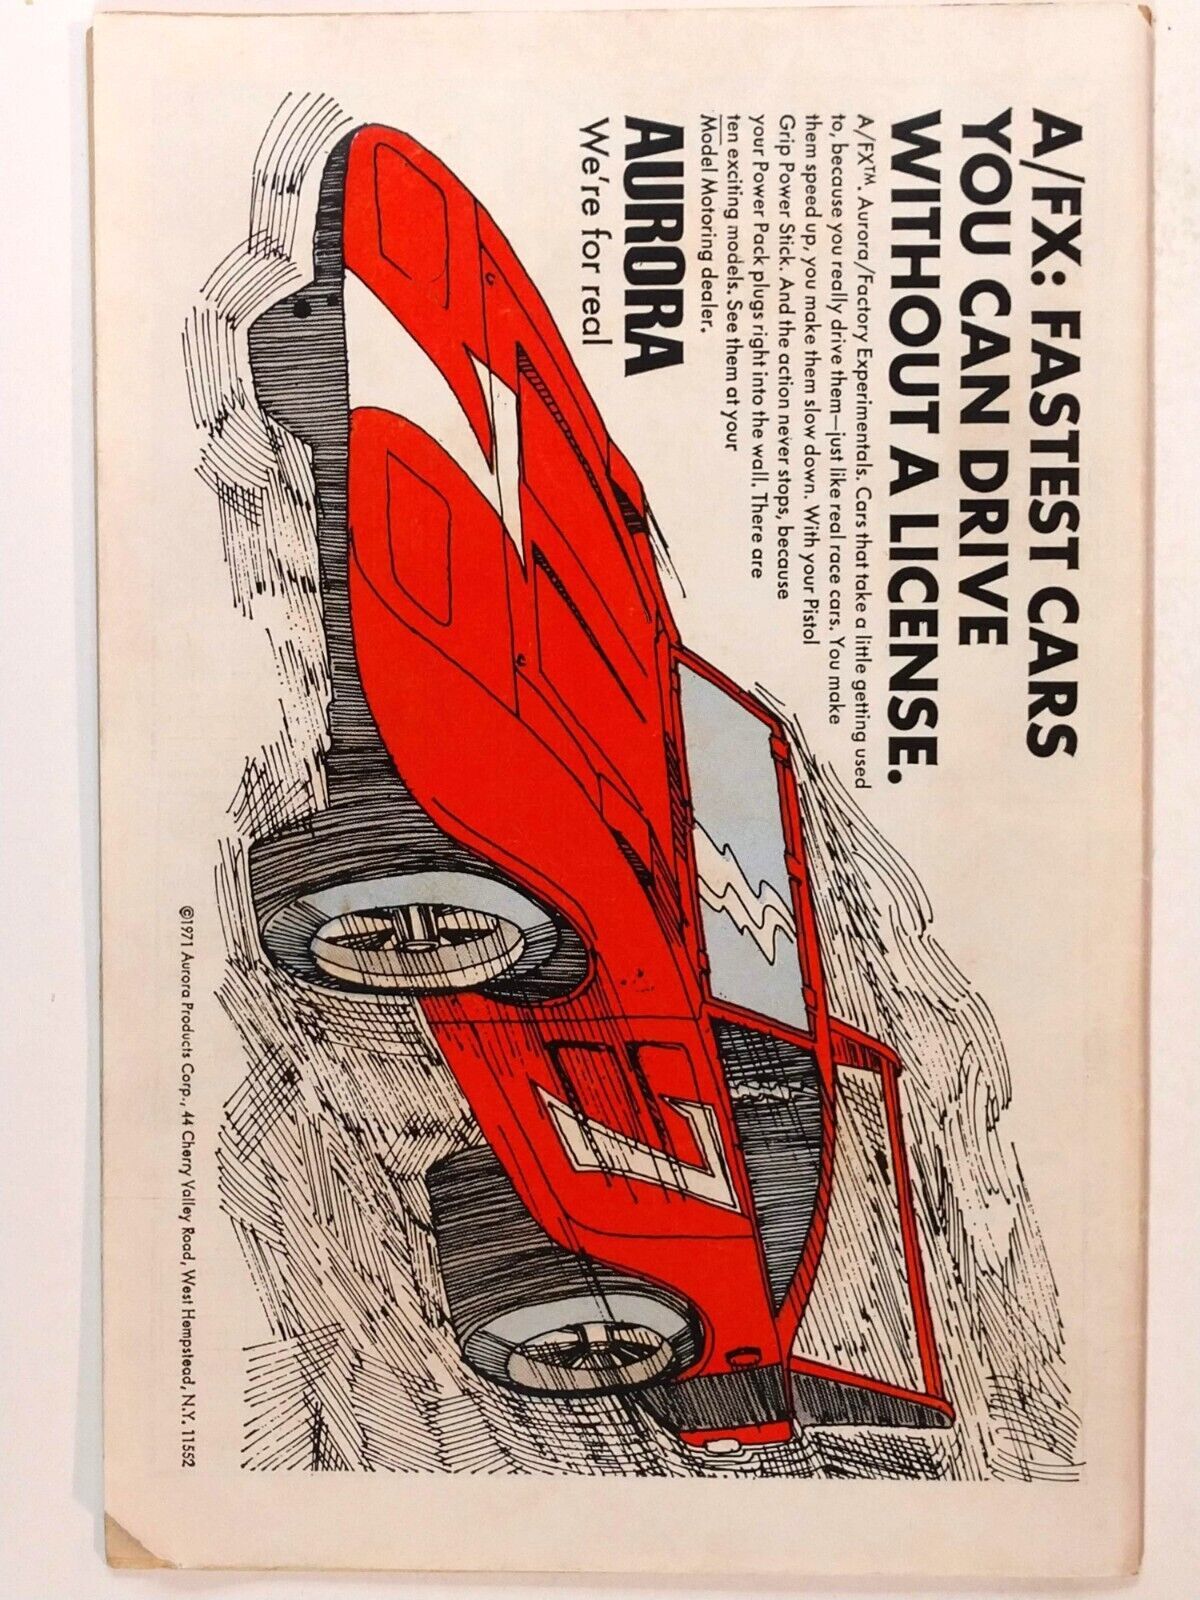 A/FX: FASTEST CARS
YOU CAN DRIVE
WITHOUT A LICENSE.
A/FX™. Aurora/Factory Experimentals. Cars that take a little getting used
to, because you really drive them—just like real race cars. You make
them speed up, you make them slow down. With your Pistol
Grip Power Stick. And the action never stops, because
your Power Pack plugs right into the wall. There are
ten exciting models. See them at your
Model Motoring dealer.
AURORA
We're for real
7
7
©1971 Aurora Products Corp., 44 Cherry Valley Road, West Hempstead, N.Y. 11552